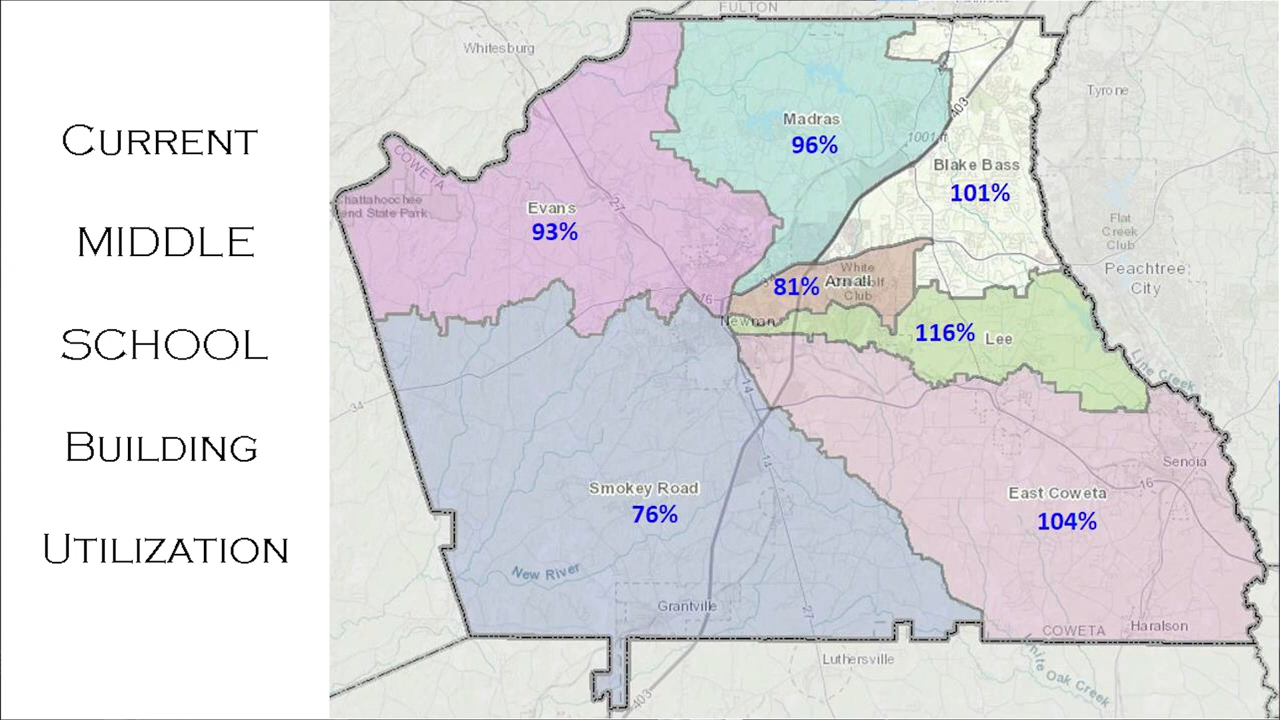 CURRENT
MIDDLE
SCHOOL
BUILDING
UTILIZATION
FULTON
Whitesburg
Tyrone
403
Madras
96%
1001 ft
Blake Bass
101%
COWETA
hattahoochee
end State Park
Evans
93%
27
Flat
Creek
Club
Peachtree
City
White
81%
Arnall
Club
76
Newnan
116%
Lee
Line Creek
14
34
Senoia
16
14
Smokey Road
76%
East Coweta
104%
New River
Grantville
27
COWETA
Haralson
Luthersville
White Oak Creek
403